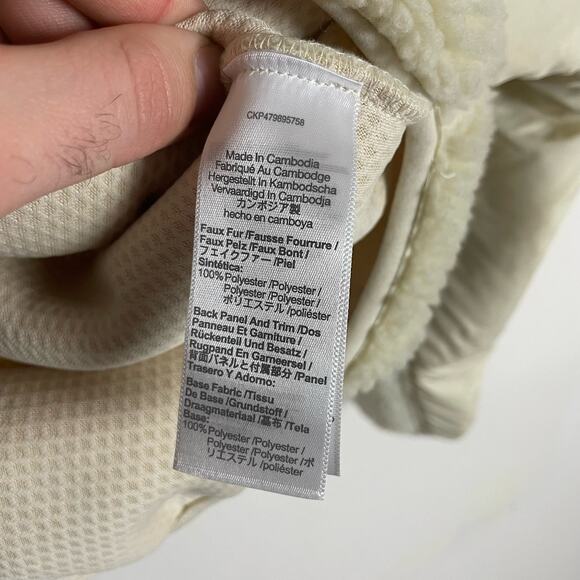 CKP479895758
Made In Cambodia
Fabriqué Au Cambodge
Hergestellt In Kambodscha
Vervaardigd In Cambodja
カンボジア製
hecho en camboya
Faux Fur /Fausse Fourrure /
Faux Pelz /Faux Bont /
フェイクファー /Piel
Sintética:
100% Polyester /Polyester /
Polyester /Polyester /
ポリエステル /poliéster
Back Panel And Trim /Dos
Panneau Et Garniture /
Rückenteil Und Besatz /
Rugpand En Garneersel /
背面パネルと付属部分 /Panel
Trasero Y Adorno:
Base Fabric /Tissu
De Base /Grundstoff /
Draagmateriaal /基布 /Tela
Base:
100% Polyester /Polyester /
Polyester /Polyester /ポ
リエステル /poliéster